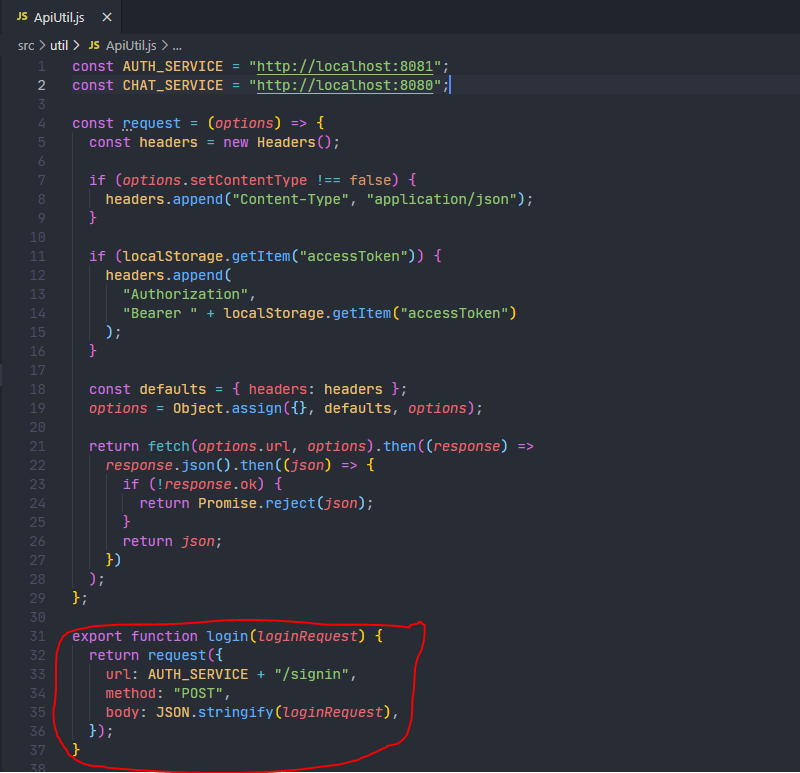 JS ApiUtil.js ×
src > util > JS ApiUtil.js > ...
1 const AUTH_SERVICE = "http://localhost:8081";
2 const CHAT_SERVICE = "http://localhost:8080";
3
4 const request = (options) => {
5   const headers = new Headers();
6
7   if (options.setContentType !== false) {
8     headers.append("Content-Type", "application/json");
9   }
10
11   if (localStorage.getItem("accessToken")) {
12     headers.append(
13       "Authorization",
14       "Bearer " + localStorage.getItem("accessToken")
15     );
16   }
17
18   const defaults = { headers: headers };
19   options = Object.assign({}, defaults, options);
20
21   return fetch(options.url, options).then((response) =>
22     response.json().then((json) => {
23       if (!response.ok) {
24         return Promise.reject(json);
25       }
26       return json;
27     })
28   );
29 };
30
31 export function login(loginRequest) {
32   return request({
33     url: AUTH_SERVICE + "/signin",
34     method: "POST",
35     body: JSON.stringify(loginRequest),
36   });
37 }
38